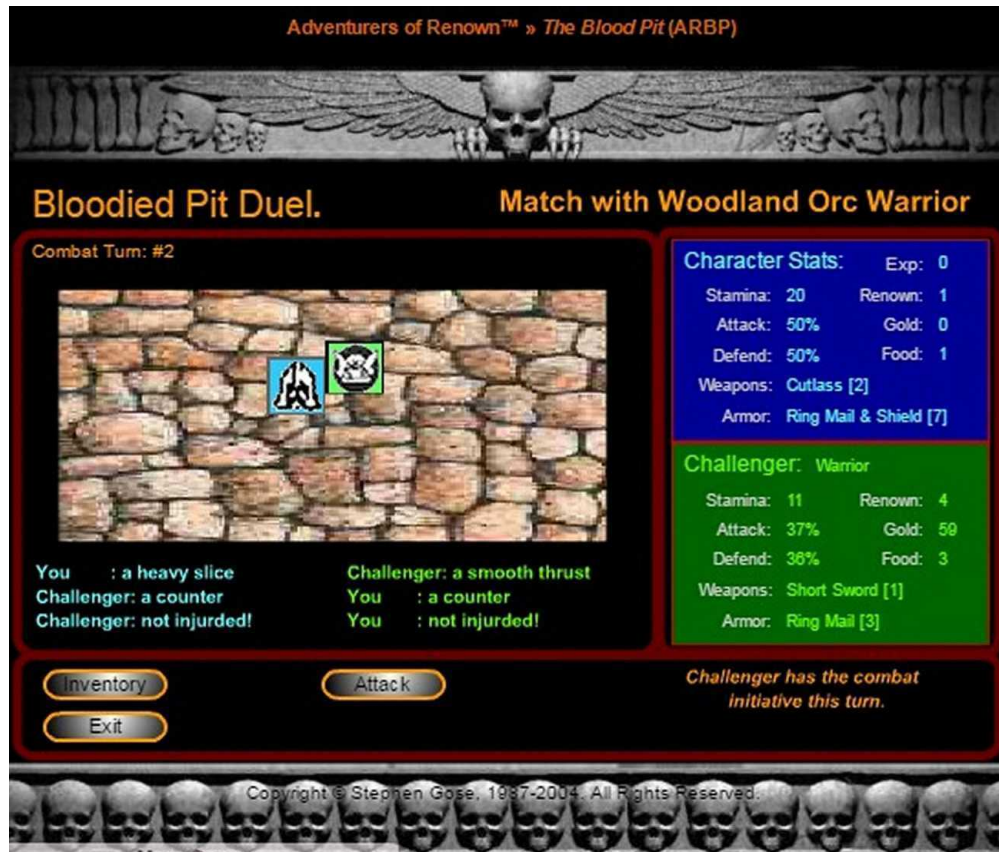 Adventurers of Renown™ » The Blood Pit (ARBP)
Bloodied Pit Duel.
Match with Woodland Orc Warrior
Combat Turn: #2
Character Stats: Exp: 0
Stamina: 20 Renown: 1
Attack: 50% Gold: 0
Defend: 50% Food: 1
Weapons: Cutlass [2]
Armor: Ring Mail & Shield [7]
Challenger: Warrior
Stamina: 11 Renown: 4
Attack: 37% Gold: 59
Defend: 36% Food: 3
Weapons: Short Sword [1]
Armor: Ring Mail [3]
You : a heavy slice
Challenger: a counter
Challenger: not injurded!
Challenger: a smooth thrust
You : a counter
You : not injurded!
Inventory
Attack
Exit
Challenger has the combat
initiative this turn.
Copyright © Stephen Gose, 1987-2004. All Rights Reserved.